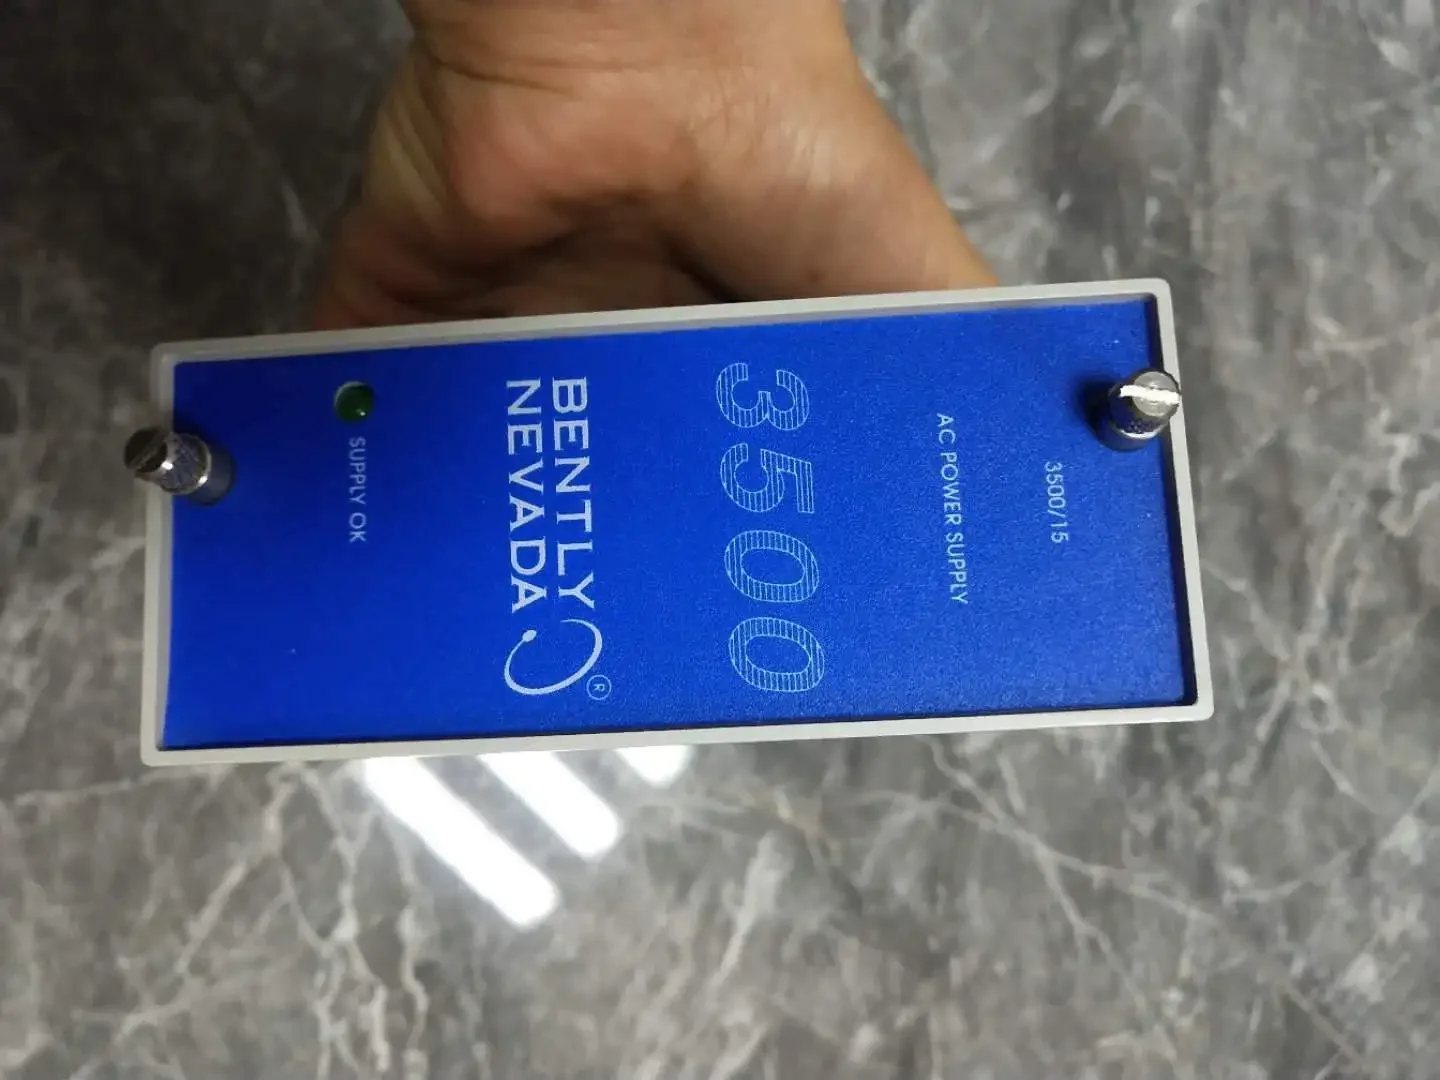 3500/15
AC POWER SUPPLY
3500
BENTLY
NEVADA
®
SUPPLY OK